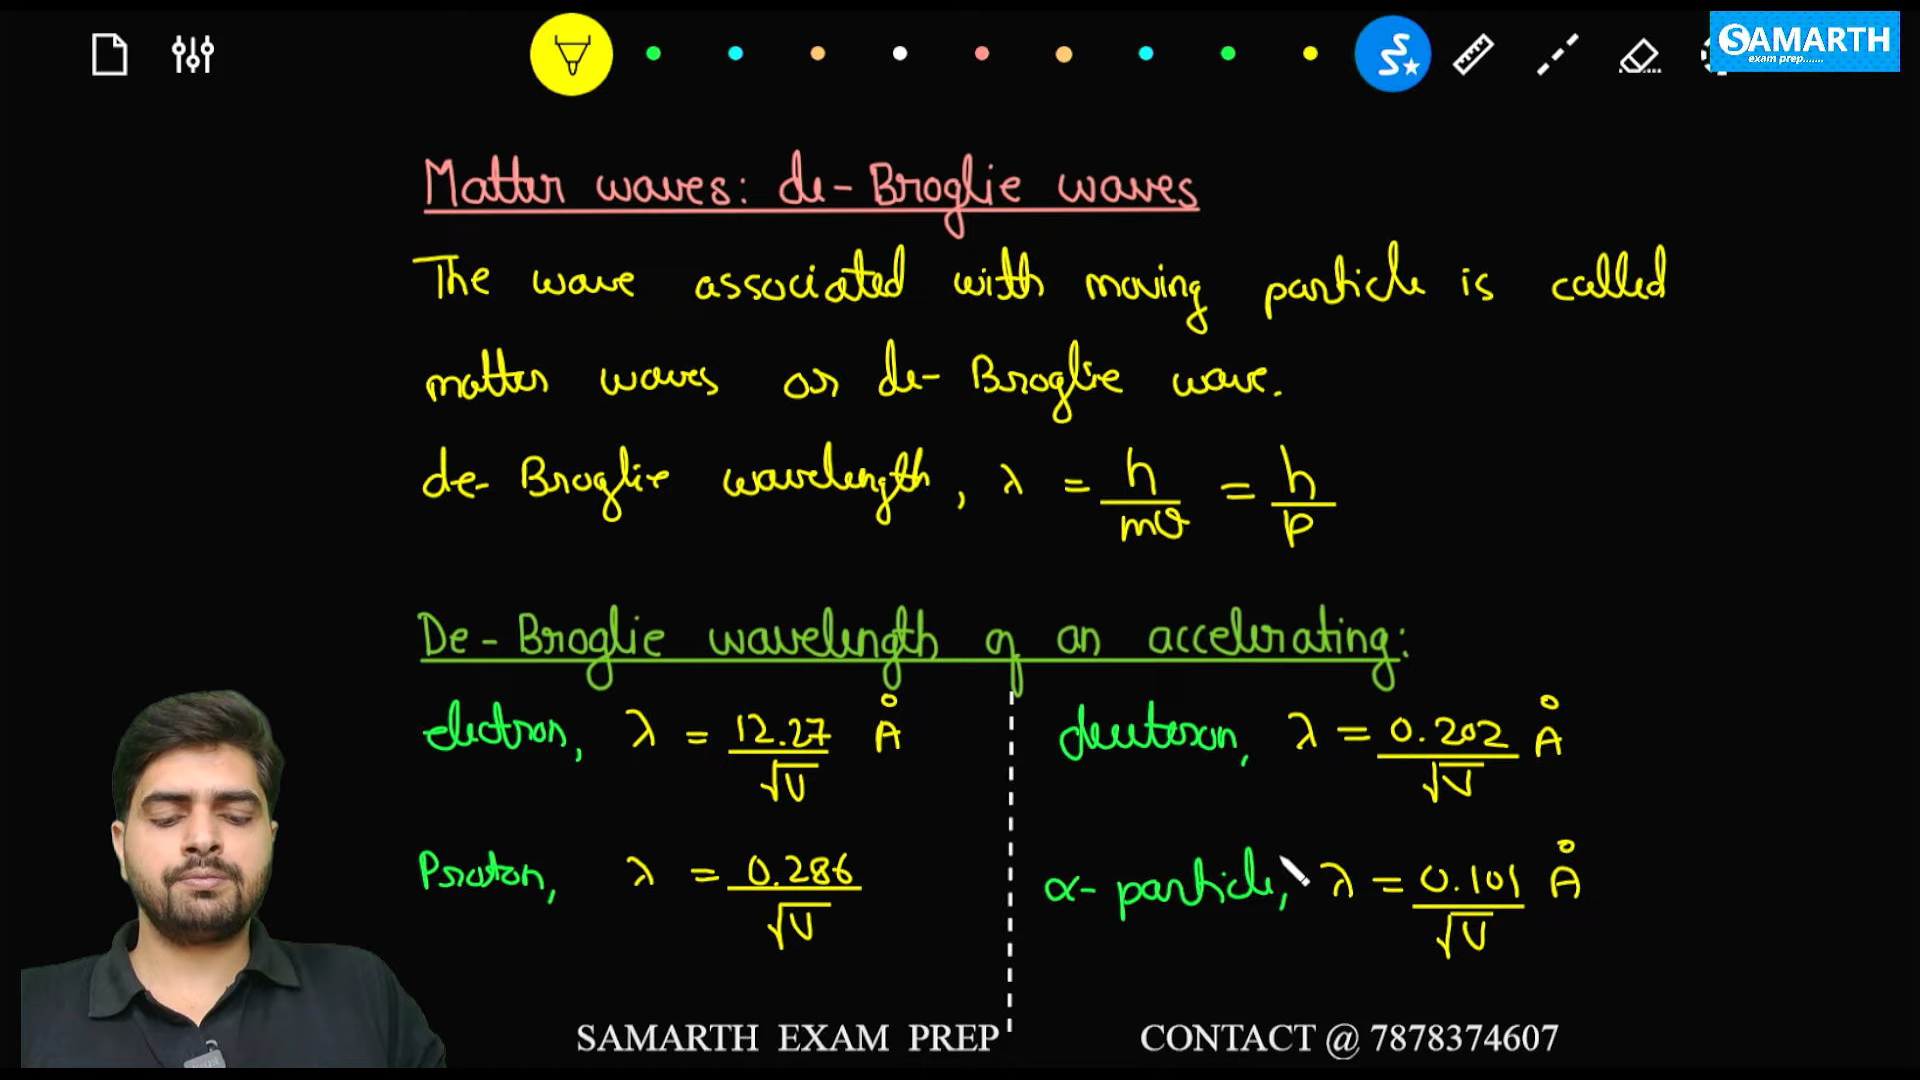 SAMARTH
exam prep.......
Matter waves: de-Broglie waves
The wave associated with moving particle is called
matter waves or de-Broglie wave.
de-Broglie wavelength, λ = h/mv = h/p
De-Broglie wavelength of an accelerating:
electron, λ = 12.27/√V Å
Proton, λ = 0.286/√V
deuteron, λ = 0.202/√V Å
α-particle, λ = 0.101/√V Å
SAMARTH EXAM PREP
CONTACT @ 7878374607